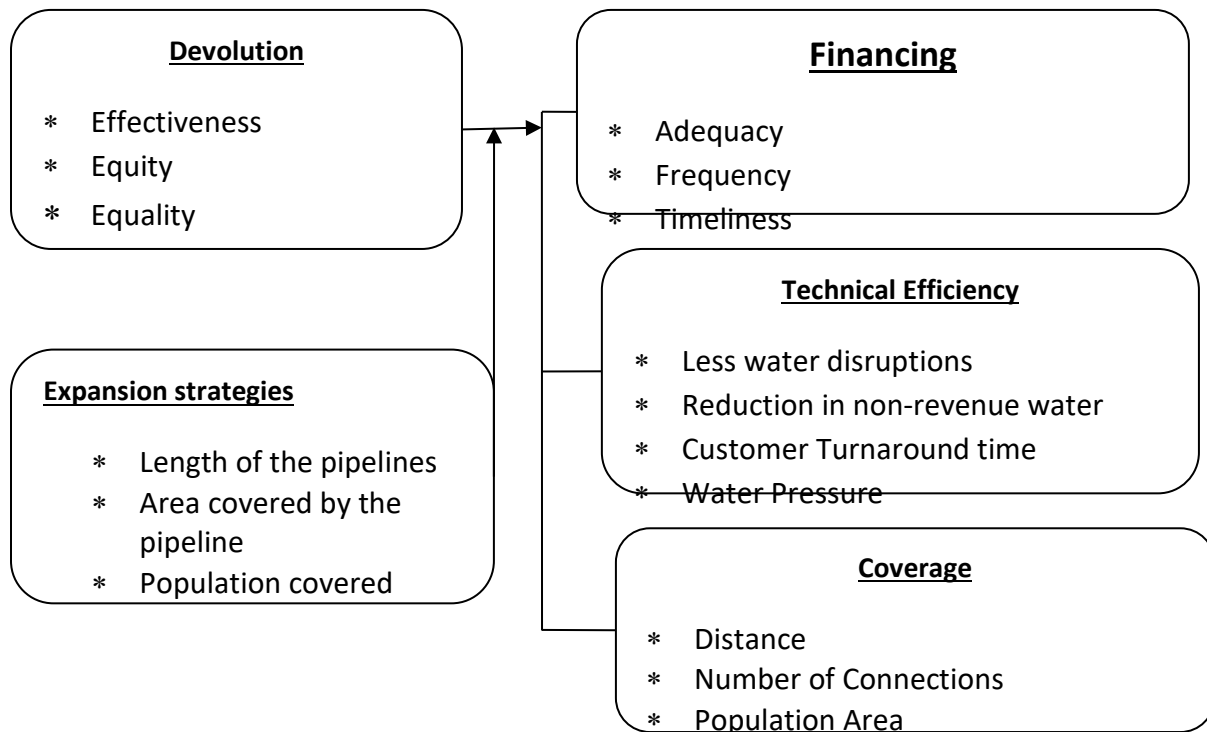 Devolution
* Effectiveness
* Equity
* Equality
Financing
* Adequacy
* Frequency
* Timeliness
Technical Efficiency
* Less water disruptions
* Reduction in non-revenue water
* Customer Turnaround time
* Water Pressure
Expansion strategies
* Length of the pipelines
* Area covered by the
pipeline
* Population covered
Coverage
* Distance
* Number of Connections
* Population Area